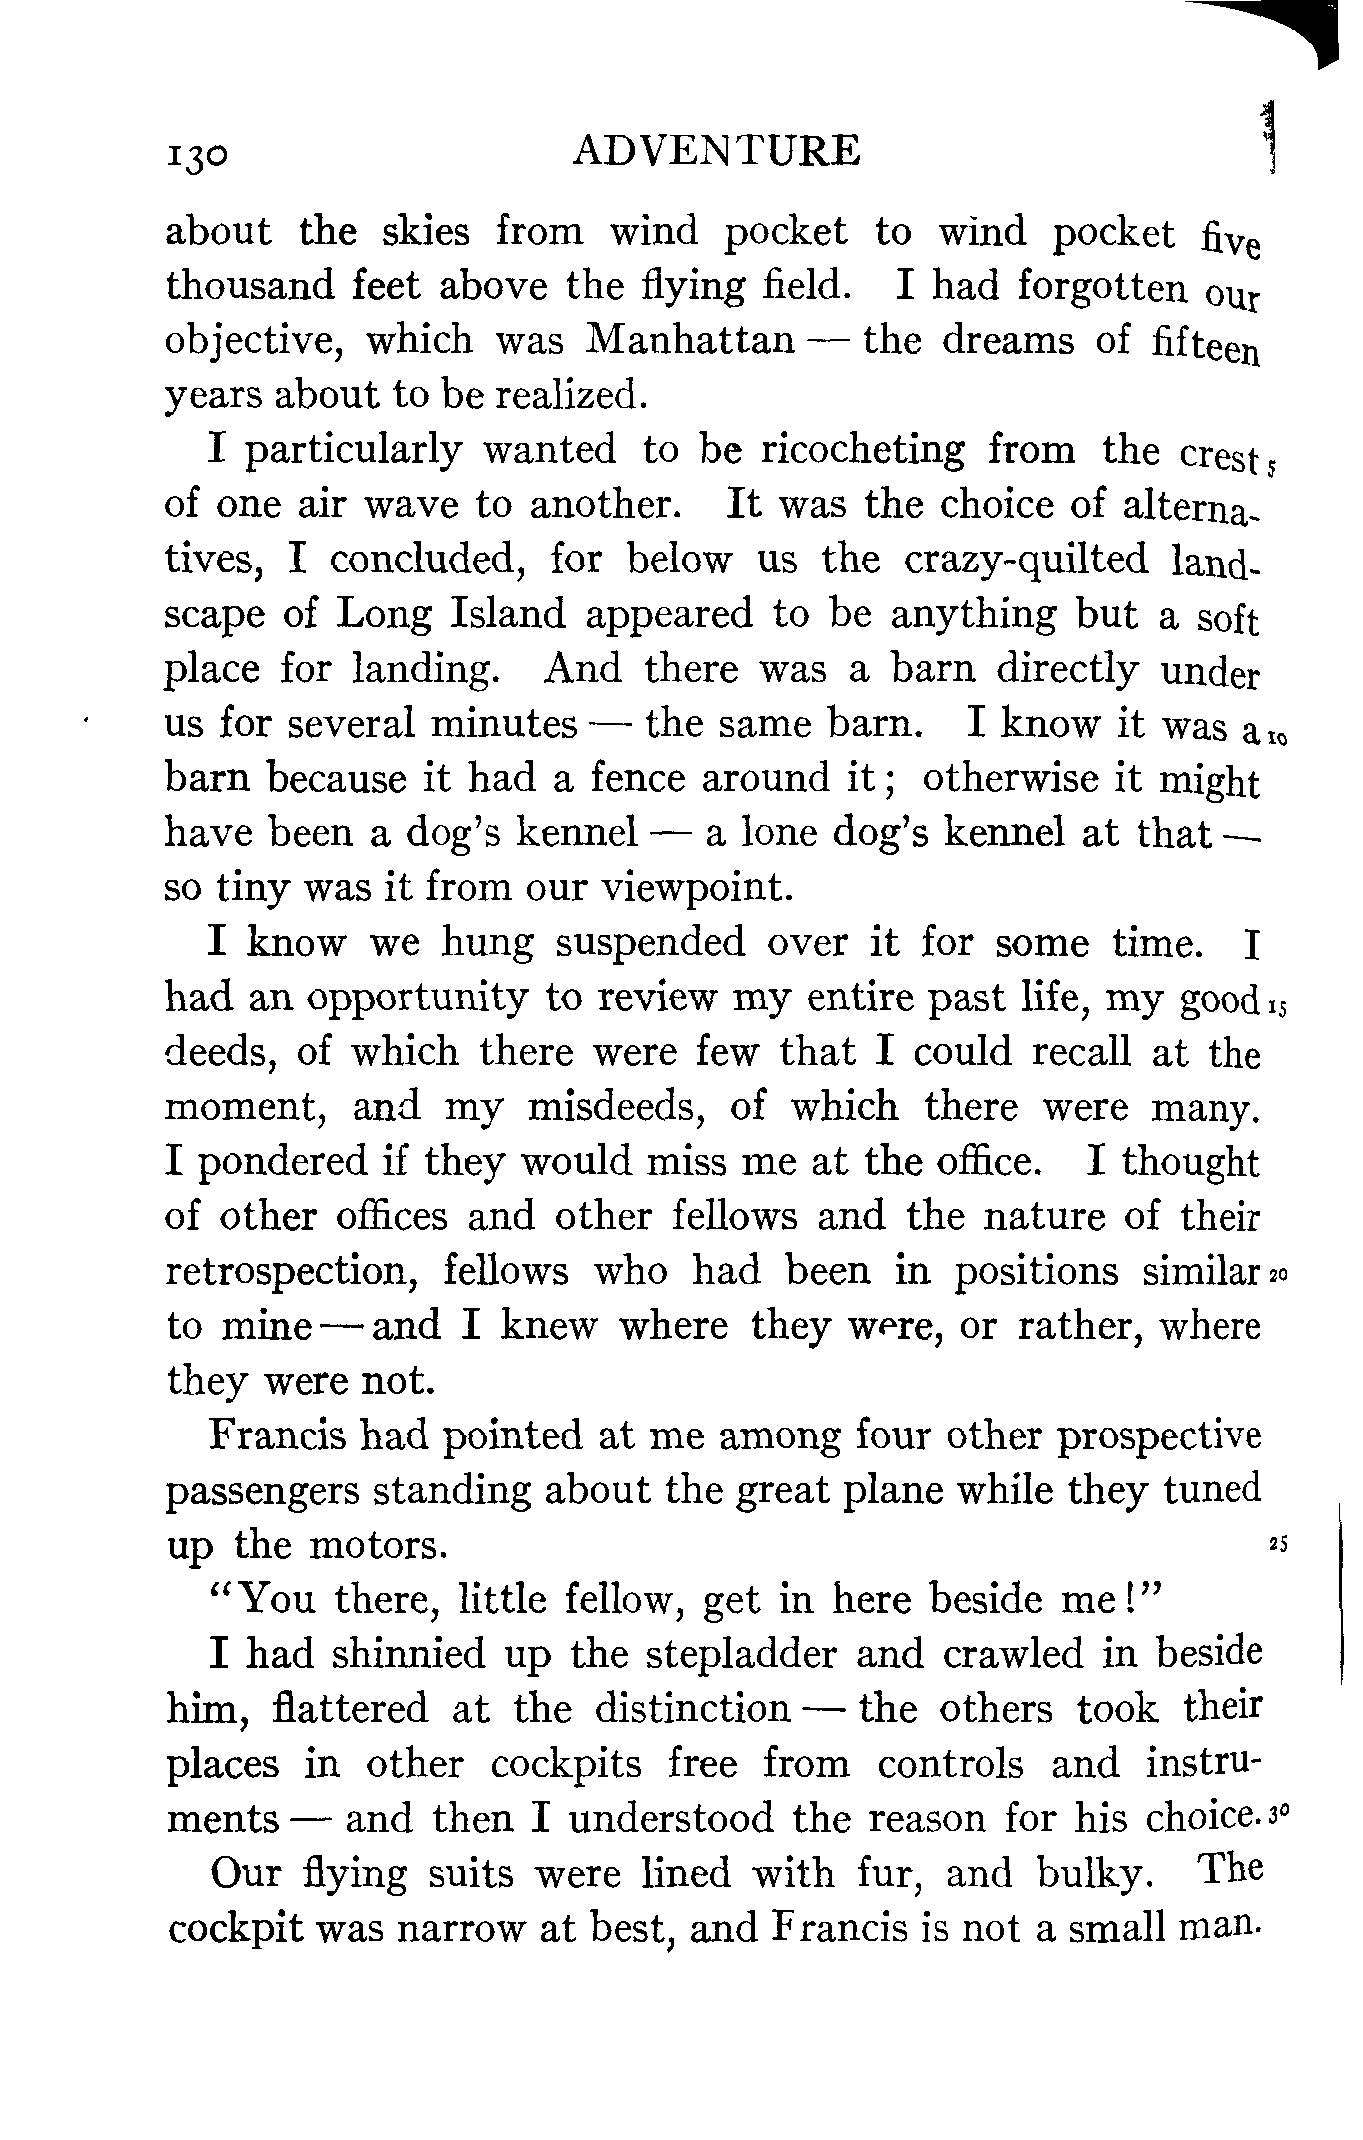 130 ADVENTURE
about the skies from wind pocket to wind pocket five
thousand feet above the flying field. I had forgotten our
objective, which was Manhattan — the dreams of fifteen
years about to be realized.
I particularly wanted to be ricocheting from the crest 5
of one air wave to another. It was the choice of alterna-
tives, I concluded, for below us the crazy-quilted land-
scape of Long Island appeared to be anything but a soft
place for landing. And there was a barn directly under
us for several minutes — the same barn. I know it was a 10
barn because it had a fence around it; otherwise it might
have been a dog's kennel — a lone dog's kennel at that —
so tiny was it from our viewpoint.
I know we hung suspended over it for some time. I
had an opportunity to review my entire past life, my good 15
deeds, of which there were few that I could recall at the
moment, and my misdeeds, of which there were many.
I pondered if they would miss me at the office. I thought
of other offices and other fellows and the nature of their
retrospection, fellows who had been in positions similar 20
to mine — and I knew where they were, or rather, where
they were not.
Francis had pointed at me among four other prospective
passengers standing about the great plane while they tuned
up the motors. 25
"You there, little fellow, get in here beside me!"
I had shinnied up the stepladder and crawled in beside
him, flattered at the distinction — the others took their
places in other cockpits free from controls and instru-
ments — and then I understood the reason for his choice. 30
Our flying suits were lined with fur, and bulky. The
cockpit was narrow at best, and Francis is not a small man.